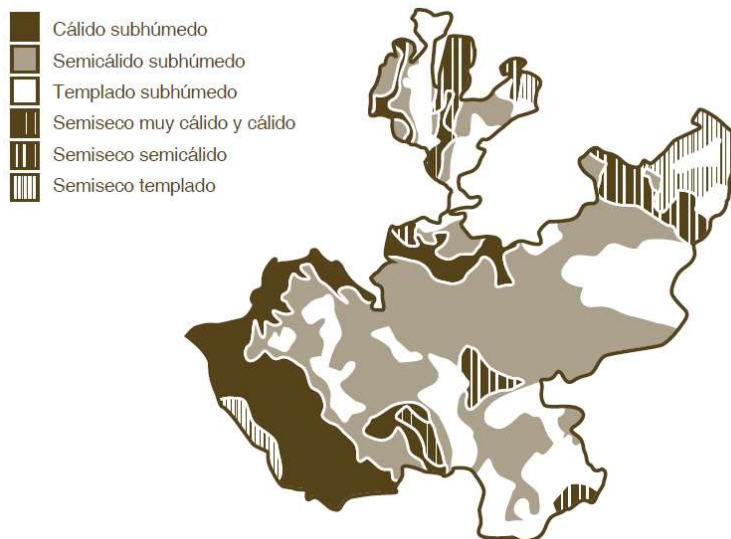 Cálido subhúmedo
Semicálido subhúmedo
Templado subhúmedo
Semiseco muy cálido y cálido
Semiseco semicálido
Semiseco templado